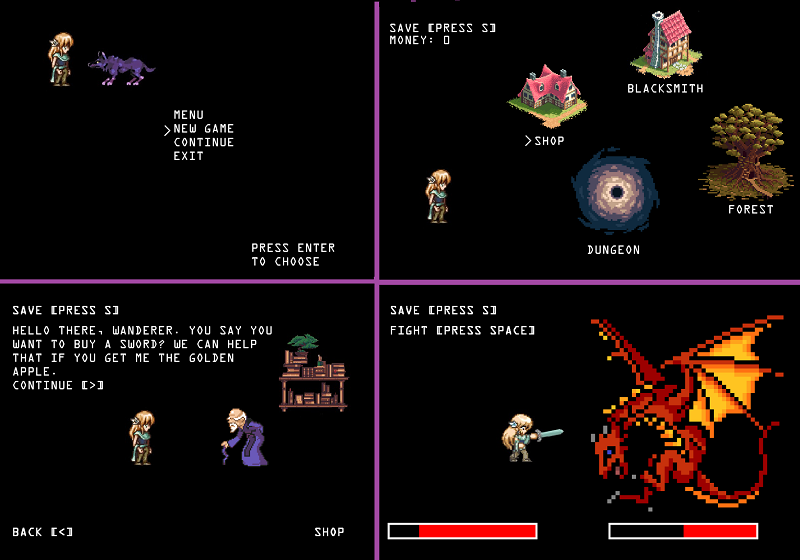 MENU
>NEW GAME
CONTINUE
EXIT
PRESS ENTER
TO CHOOSE
SAVE [PRESS S]
MONEY: 0
BLACKSMITH
>SHOP
FOREST
DUNGEON
SAVE [PRESS S]
HELLO THERE, WANDERER. YOU SAY YOU
WANT TO BUY A SWORD? WE CAN HELP
THAT IF YOU GET ME THE GOLDEN
APPLE.
CONTINUE [>]
BACK [<]
SHOP
SAVE [PRESS S]
FIGHT [PRESS SPACE]